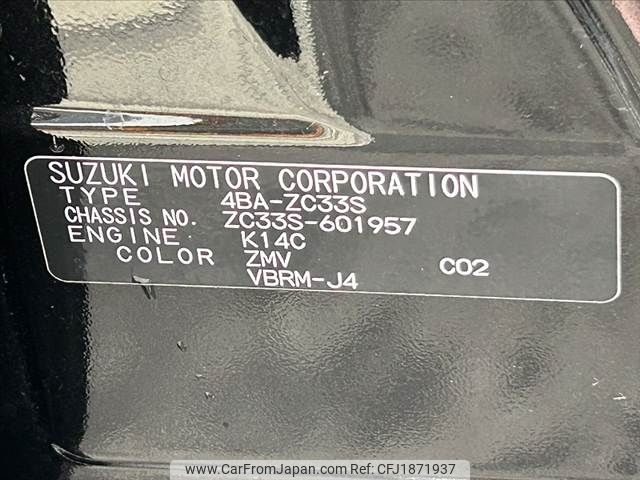 SUZUKI MOTOR CORPORATION
TYPE 4BA-ZC33S
CHASSIS NO. ZC33S-601957
ENGINE K14C
COLOR ZMV C02
VBRM-J4
www.CarFromJapan.com Ref: CFJ1871937